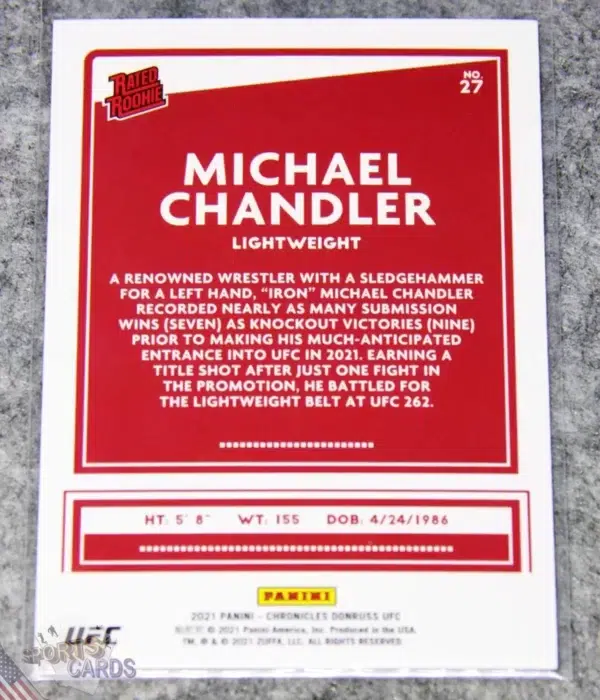 RATED
ROOKIE
NO.
27
MICHAEL
CHANDLER
LIGHTWEIGHT
A RENOWNED WRESTLER WITH A SLEDGEHAMMER
FOR A LEFT HAND, “IRON” MICHAEL CHANDLER
RECORDED NEARLY AS MANY SUBMISSION
WINS (SEVEN) AS KNOCKOUT VICTORIES (NINE)
PRIOR TO MAKING HIS MUCH-ANTICIPATED
ENTRANCE INTO UFC IN 2021. EARNING A
TITLE SHOT AFTER JUST ONE FIGHT IN
THE PROMOTION, HE BATTLED FOR
THE LIGHTWEIGHT BELT AT UFC 262.
HT: 5' 8" WT: 155 DOB: 4/24/1986
PANINI
2021 PANINI - CHRONICLES DONRUSS UFC
© 2021 Panini America, Inc. Produced in the USA.
TM, ® & © 2021 ZUFFA, LLC. ALL RIGHTS RESERVED.
UFC
SPORTSY
CARDS